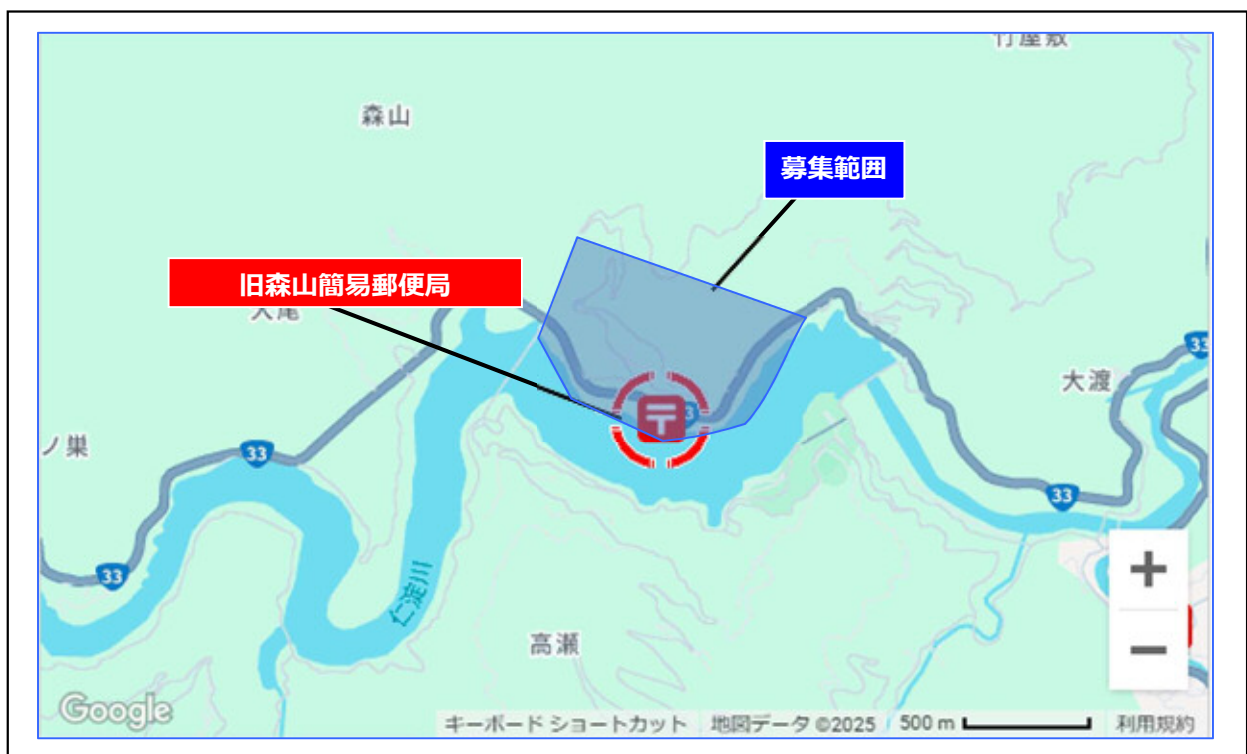 竹屋敷
森山
募集範囲
旧森山簡易郵便局
大尾
33
大渡
3
ノ巣
33
33
33
仁淀川
高瀬
Google
キーボード ショートカット 地図データ ©2025 500 m 利用規約